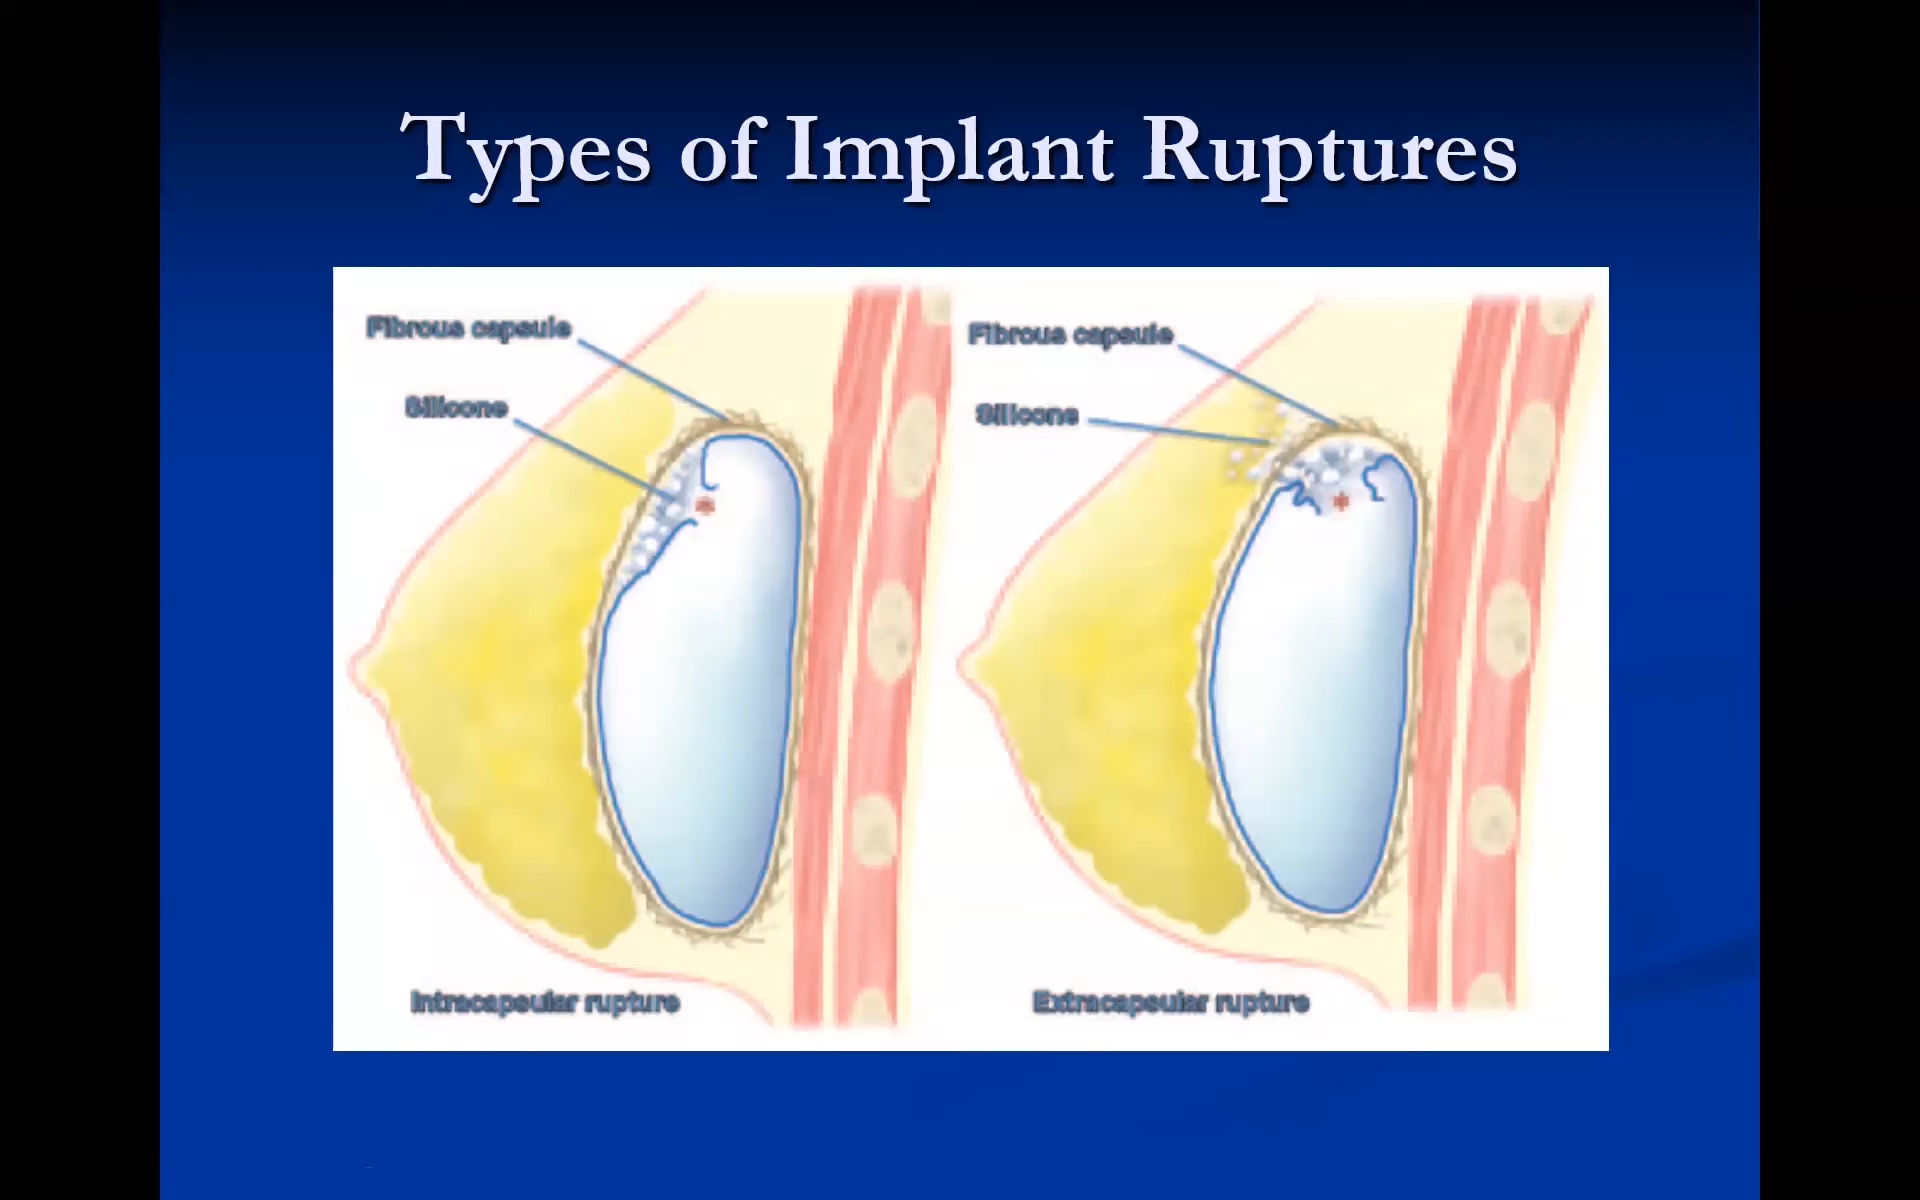 Types of Implant Ruptures
Fibrous capsule
Silicone
Intracapsular rupture
Fibrous capsule
Silicone
Extracapsular rupture